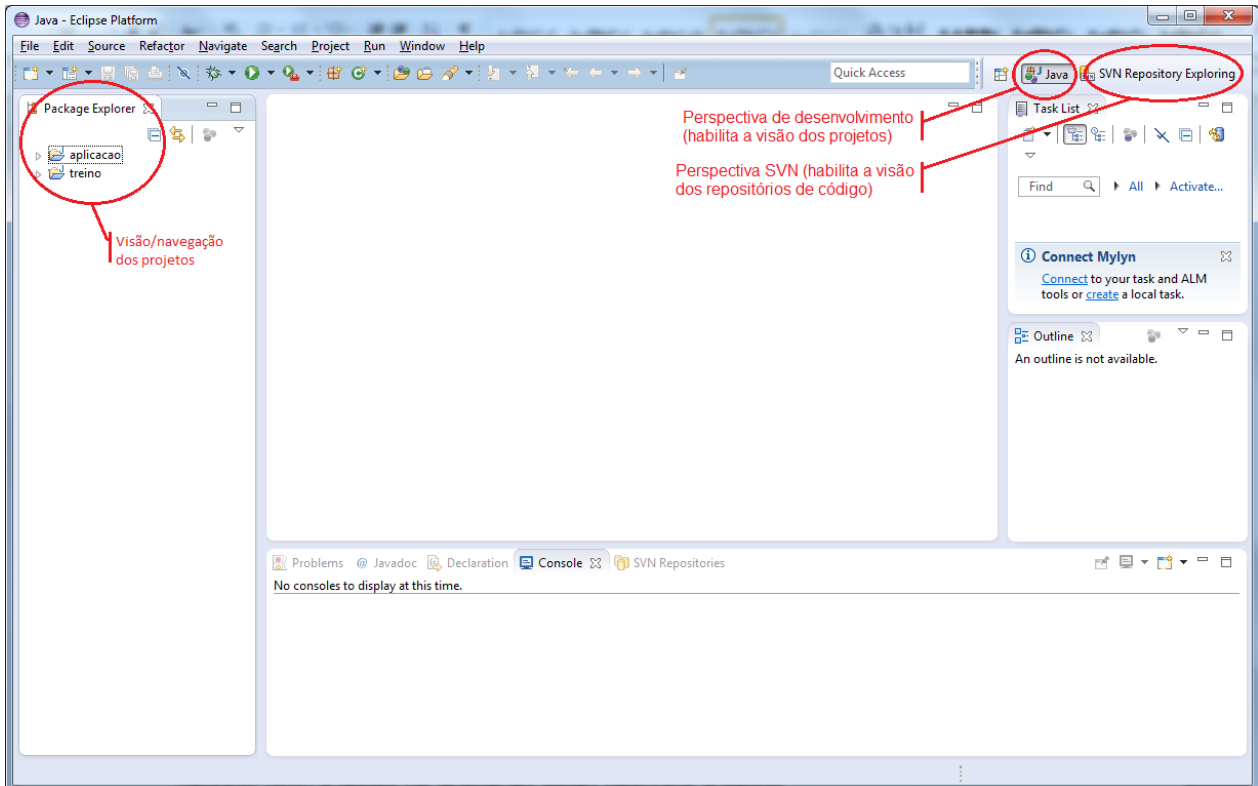 Java - Eclipse Platform
File Edit Source Refactor Navigate Search Project Run Window Help
Quick Access
Java
SVN Repository Exploring
Package Explorer
aplicacao
treino
Visão/navegação
dos projetos
Perspectiva de desenvolvimento
(habilita a visão dos projetos)
Perspectiva SVN (habilita a visão
dos repositórios de código)
Task List
Find
All
Activate...
Connect Mylyn
Connect to your task and ALM
tools or create a local task.
Outline
An outline is not available.
Problems @ Javadoc Declaration Console SVN Repositories
No consoles to display at this time.